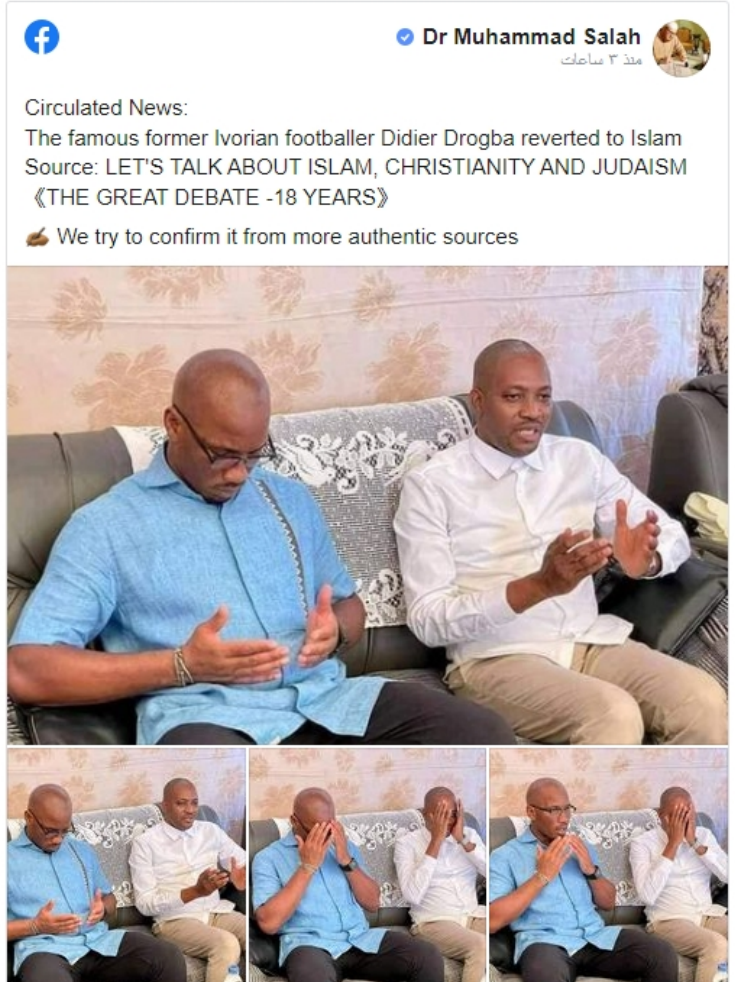 Dr Muhammad Salah
منذ ٣ ساعات
Circulated News:
The famous former Ivorian footballer Didier Drogba reverted to Islam
Source: LET'S TALK ABOUT ISLAM, CHRISTIANITY AND JUDAISM
《THE GREAT DEBATE -18 YEARS》
✍🏾 We try to confirm it from more authentic sources